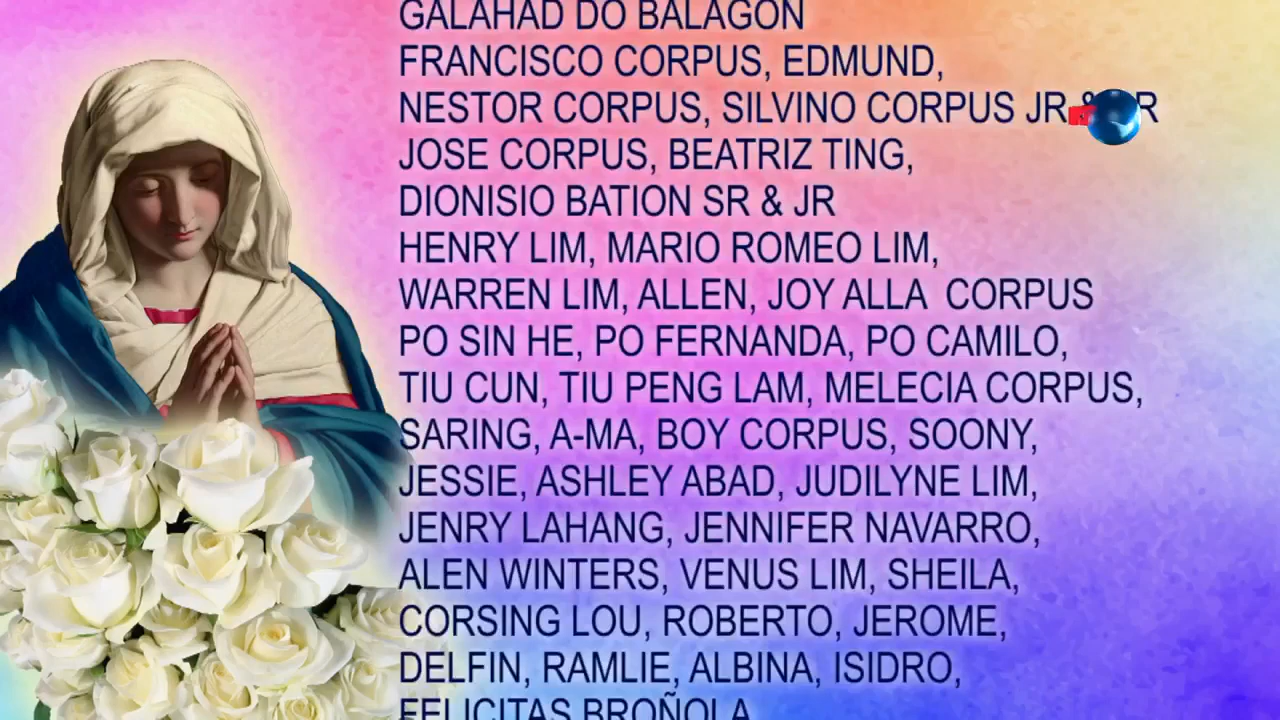 GALAHAD DO BALAGON
FRANCISCO CORPUS, EDMUND,
NESTOR CORPUS, SILVINO CORPUS JR &
JOSE CORPUS, BEATRIZ TING,
DIONISIO BATION SR & JR
HENRY LIM, MARIO ROMEO LIM,
WARREN LIM, ALLEN, JOY ALLA CORPUS
PO SIN HE, PO FERNANDA, PO CAMILO,
TIU CUN, TIU PENG LAM, MELECIA CORPUS,
SARING, A-MA, BOY CORPUS, SOONY,
JESSIE, ASHLEY ABAD, JUDILYNE LIM,
JENRY LAHANG, JENNIFER NAVARRO,
ALEN WINTERS, VENUS LIM, SHEILA,
CORSING LOU, ROBERTO, JEROME,
DELFIN, RAMLIE, ALBINA, ISIDRO,
FELICITAS BROÑOLA